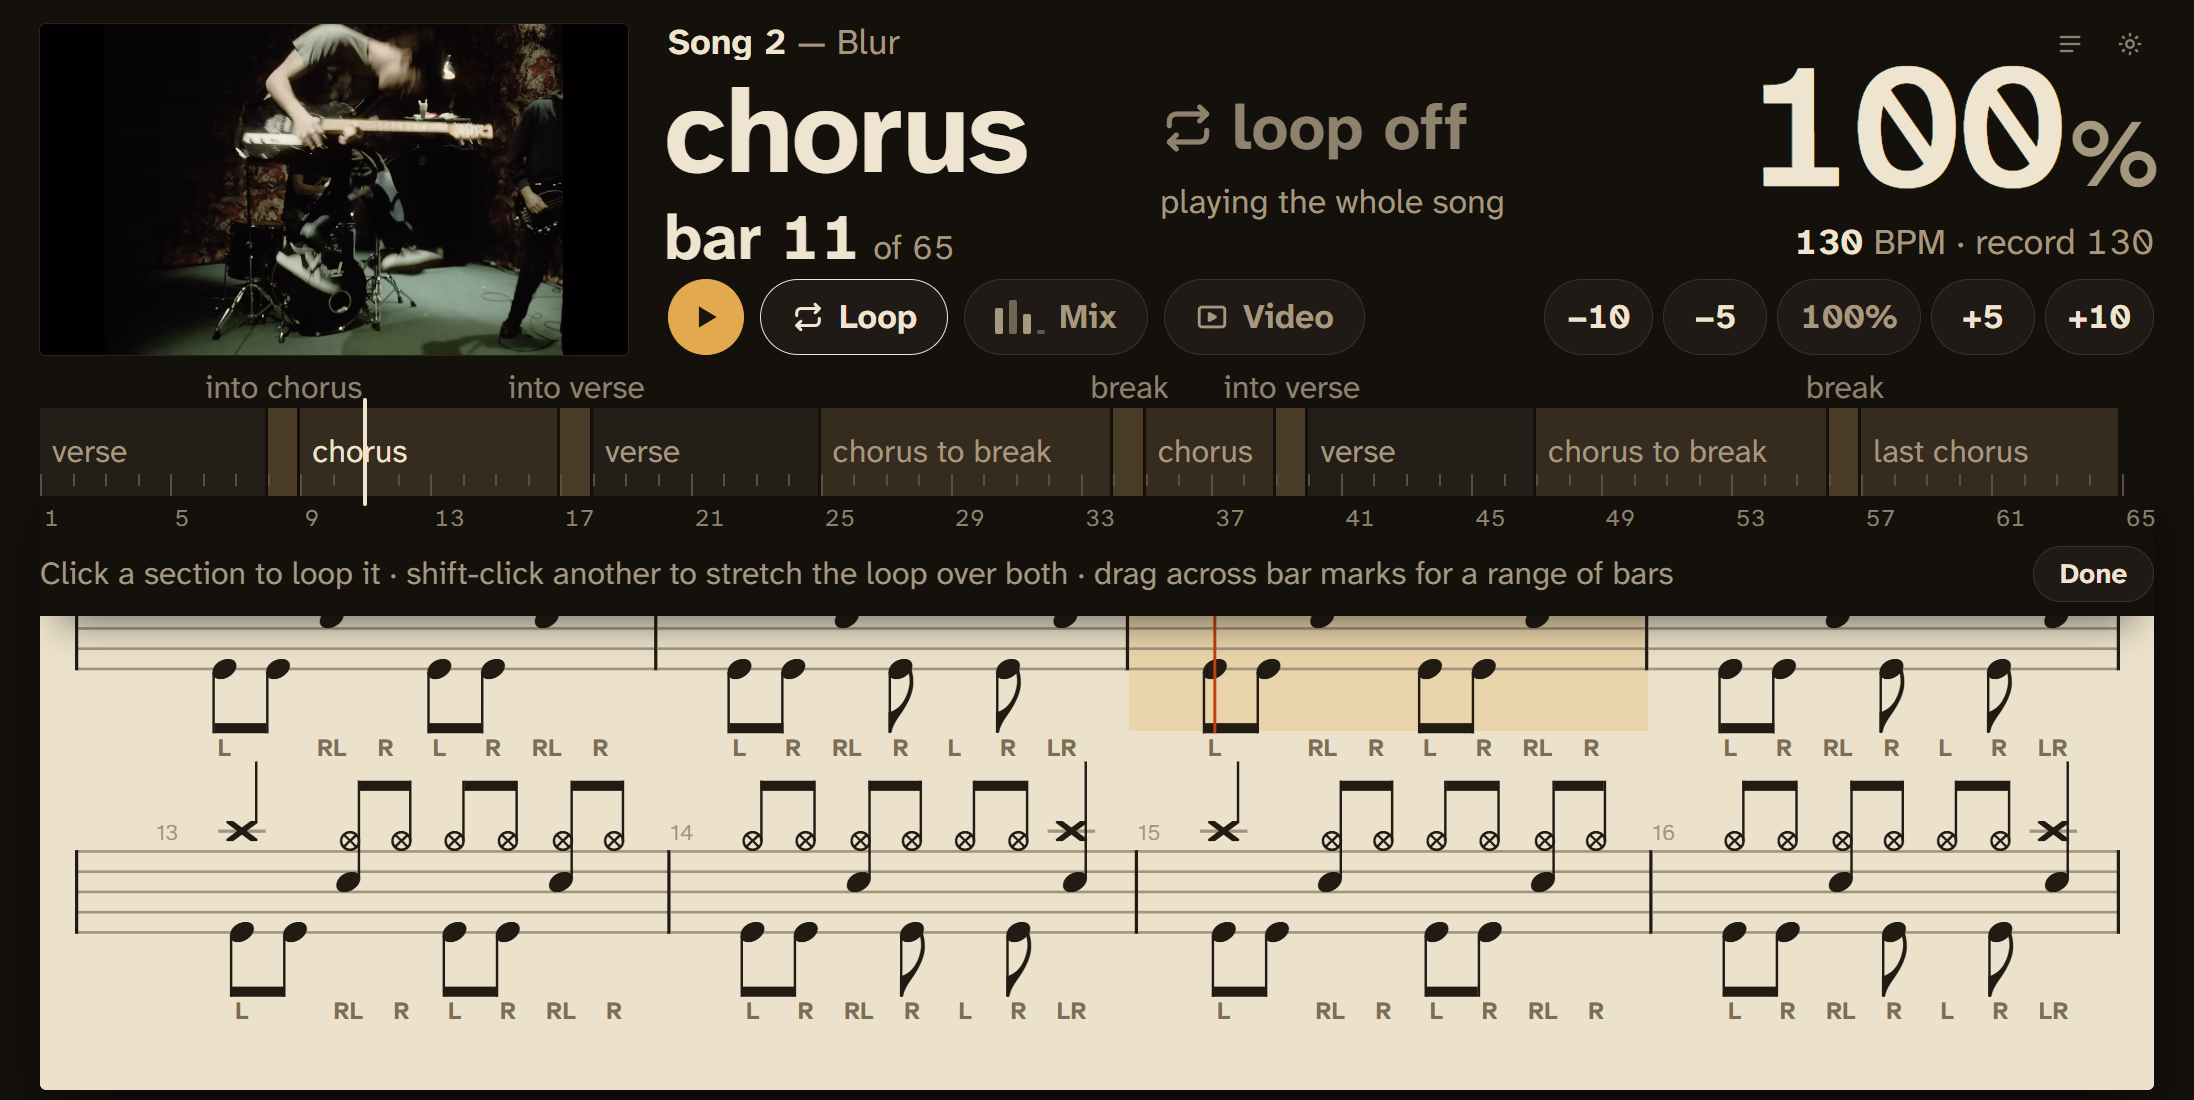 Song 2 — Blur
chorus
bar 11 of 65
loop off
playing the whole song
100%
130 BPM · record 130
Loop
Mix
Video
−10
−5
100%
+5
+10
into chorus
into verse
break
into verse
break
verse
chorus
verse
chorus to break
chorus
verse
chorus to break
last chorus
1 5 9 13 17 21 25 29 33 37 41 45 49 53 57 61 65
Click a section to loop it · shift-click another to stretch the loop over both · drag across bar marks for a range of bars
Done
L RL R L R RL R L R RL R L R LR L RL R L R RL R L R RL R L R LR
13 14 15 16
L RL R L R RL R L R RL R L R LR L RL R L R RL R L R RL R L R LR